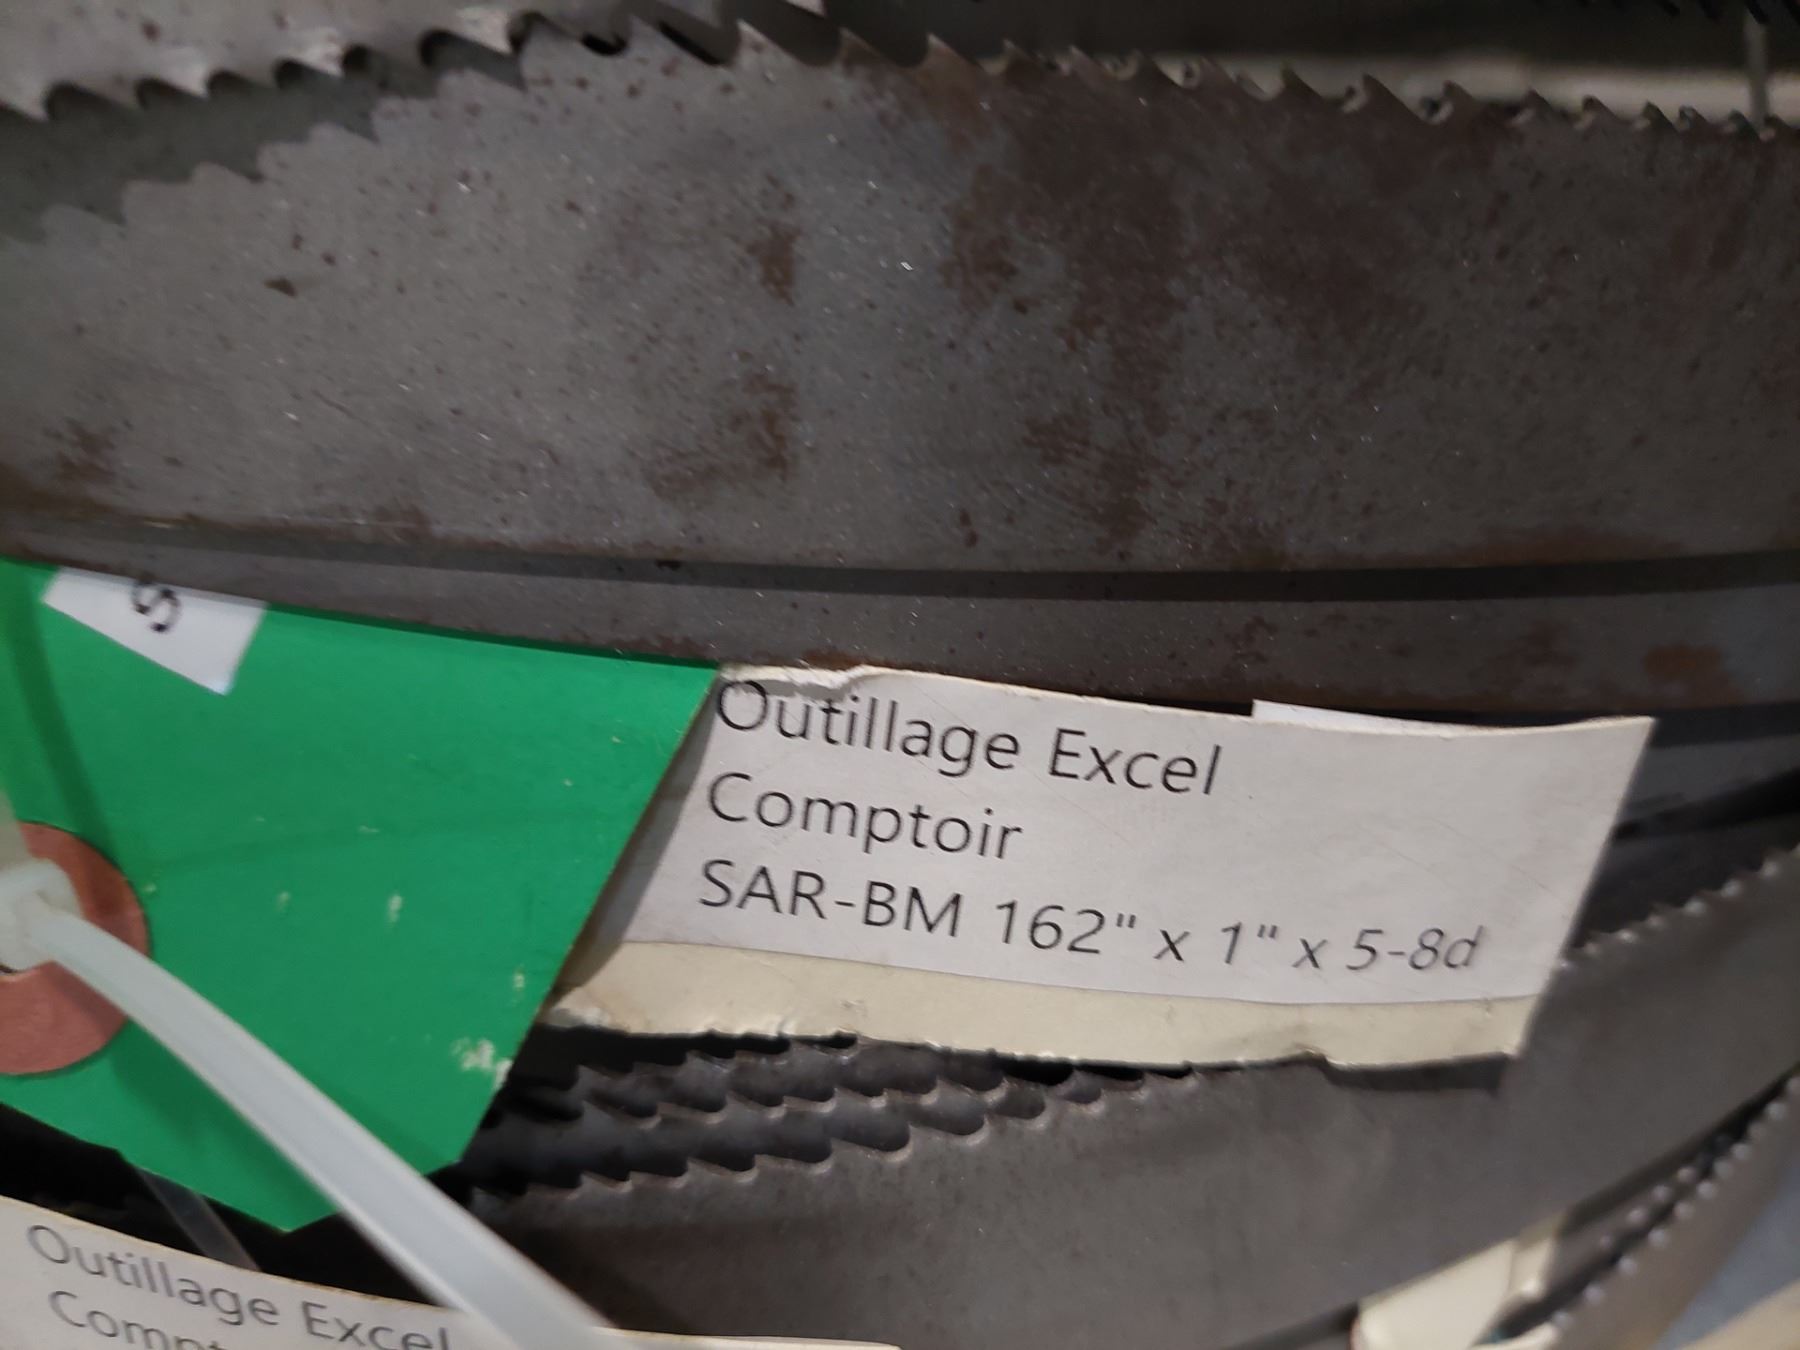 S
Outillage Excel
Comptoir
SAR-BM 162" x 1" x 5-8d
Outillage Excel